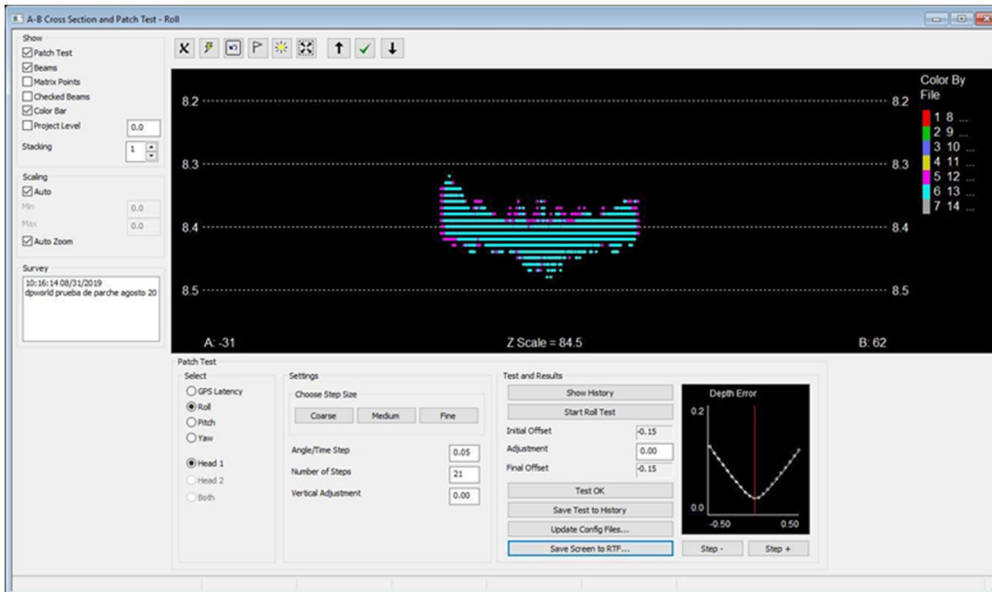 A-B Cross Section and Patch Test - Roll
Show
Patch Test
Beams
Matrix Points
Checked Beams
Color Bar
Project Level 0.0
Stacking 1
Scaling
Auto
Min 0.0
Max 0.0
Auto Zoom
Survey
10:16:14 08/31/2019
dpworld prueba de parche agosto 20
Color By
File
1 8 ...
2 9 ...
3 10 ...
4 11 ...
5 12 ...
6 13 ...
7 14 ...
8.2 8.2
8.3 8.3
8.4 8.4
8.5 8.5
A: -31 Z Scale = 84.5 B: 62
Patch Test
Select
GPS Latency
Roll
Pitch
Yaw
Head 1
Head 2
Both
Settings
Choose Step Size
Coarse Medium Fine
Angle/Time Step 0.05
Number of Steps 21
Vertical Adjustment 0.00
Test and Results
Show History
Start Roll Test
Initial Offset -0.15
Adjustment 0.00
Final Offset -0.15
Test OK
Save Test to History
Update Config Files...
Save Screen to RTF...
Depth Error
0.2
0.0
-0.50 0.50
Step - Step +